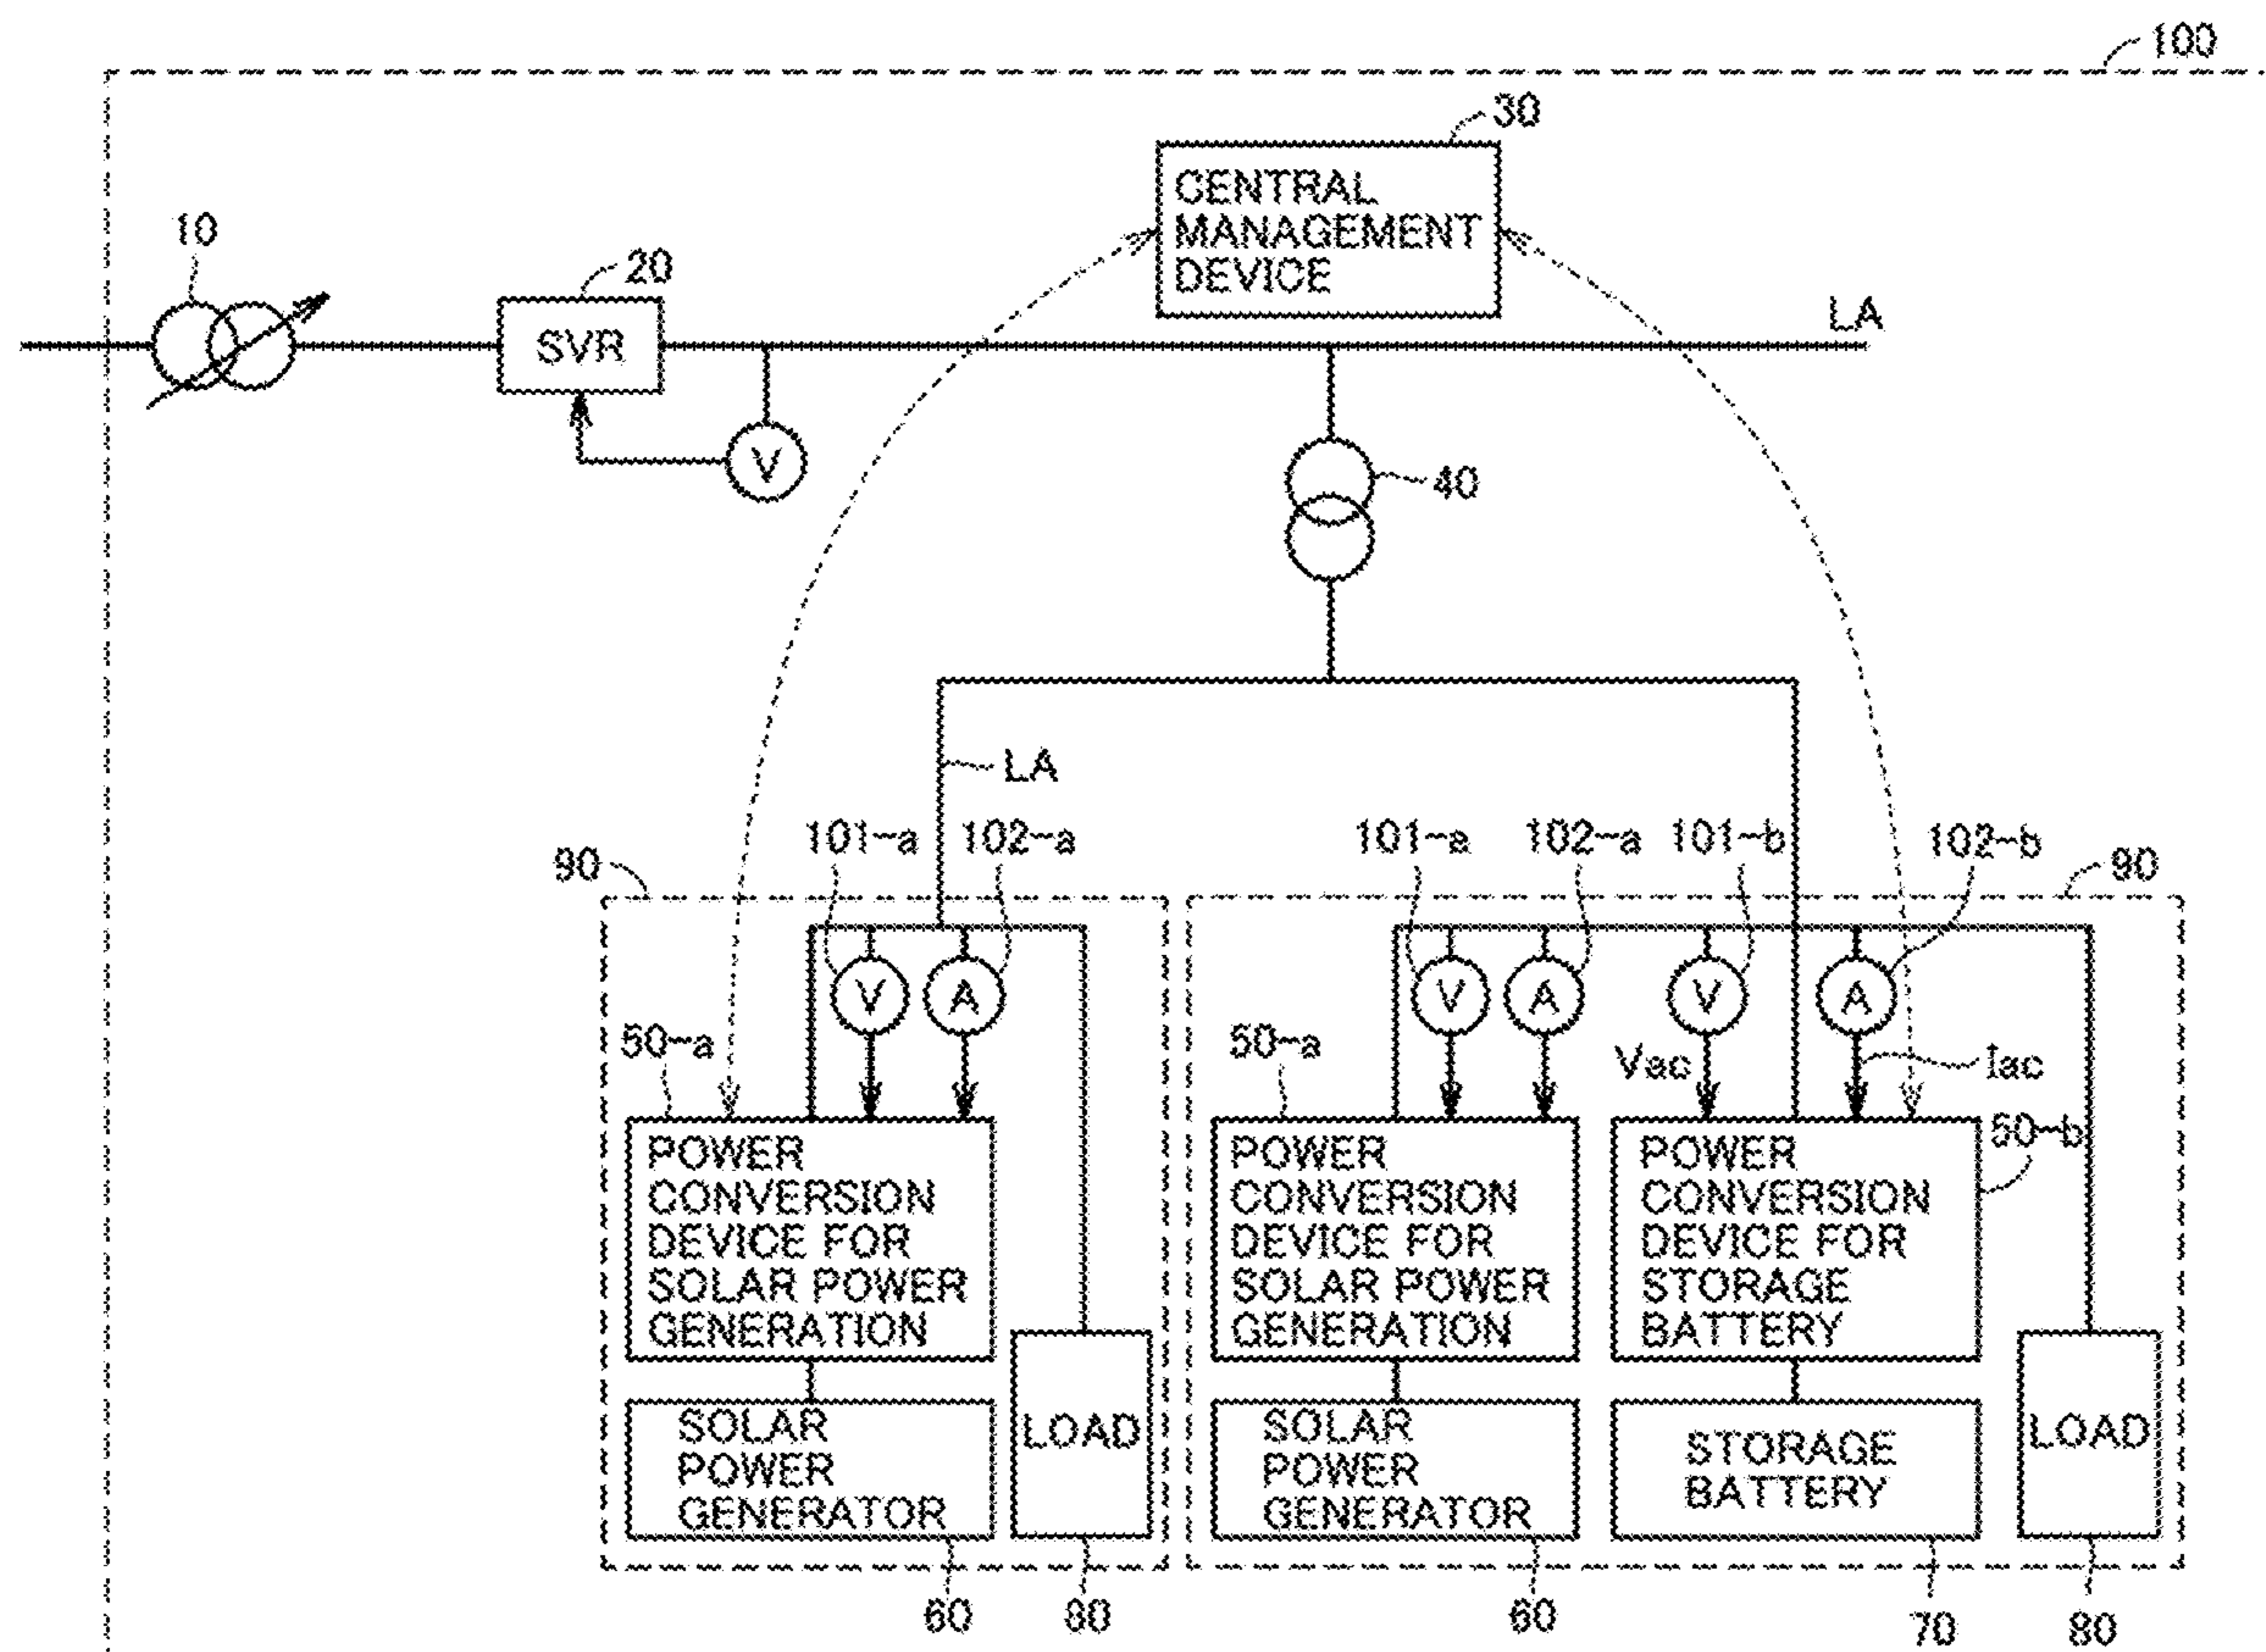 100
30
CENTRAL
MANAGEMENT
DEVICE
10
20
SVR
LA
V
40
LA
90
101-a
102-a
101-a
102-a
101-b
102-b
90
V
A
V
A
V
A
50-a
50-a
Vac
Iac
50-b
POWER
CONVERSION
DEVICE FOR
SOLAR POWER
GENERATION
POWER
CONVERSION
DEVICE FOR
SOLAR POWER
GENERATION
POWER
CONVERSION
DEVICE FOR
STORAGE
BATTERY
SOLAR
POWER
GENERATOR
LOAD
SOLAR
POWER
GENERATOR
STORAGE
BATTERY
LOAD
60
80
60
70
80